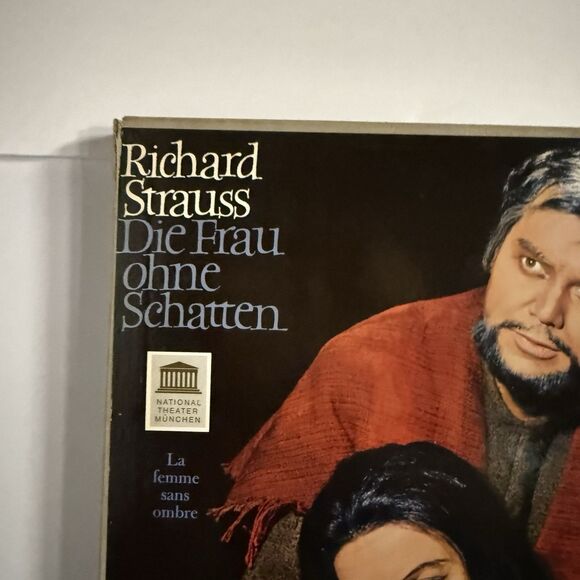 Richard
Strauss
Die Frau
ohne
Schatten
NATIONAL
THEATER
MÜNCHEN
La
femme
sans
ombre